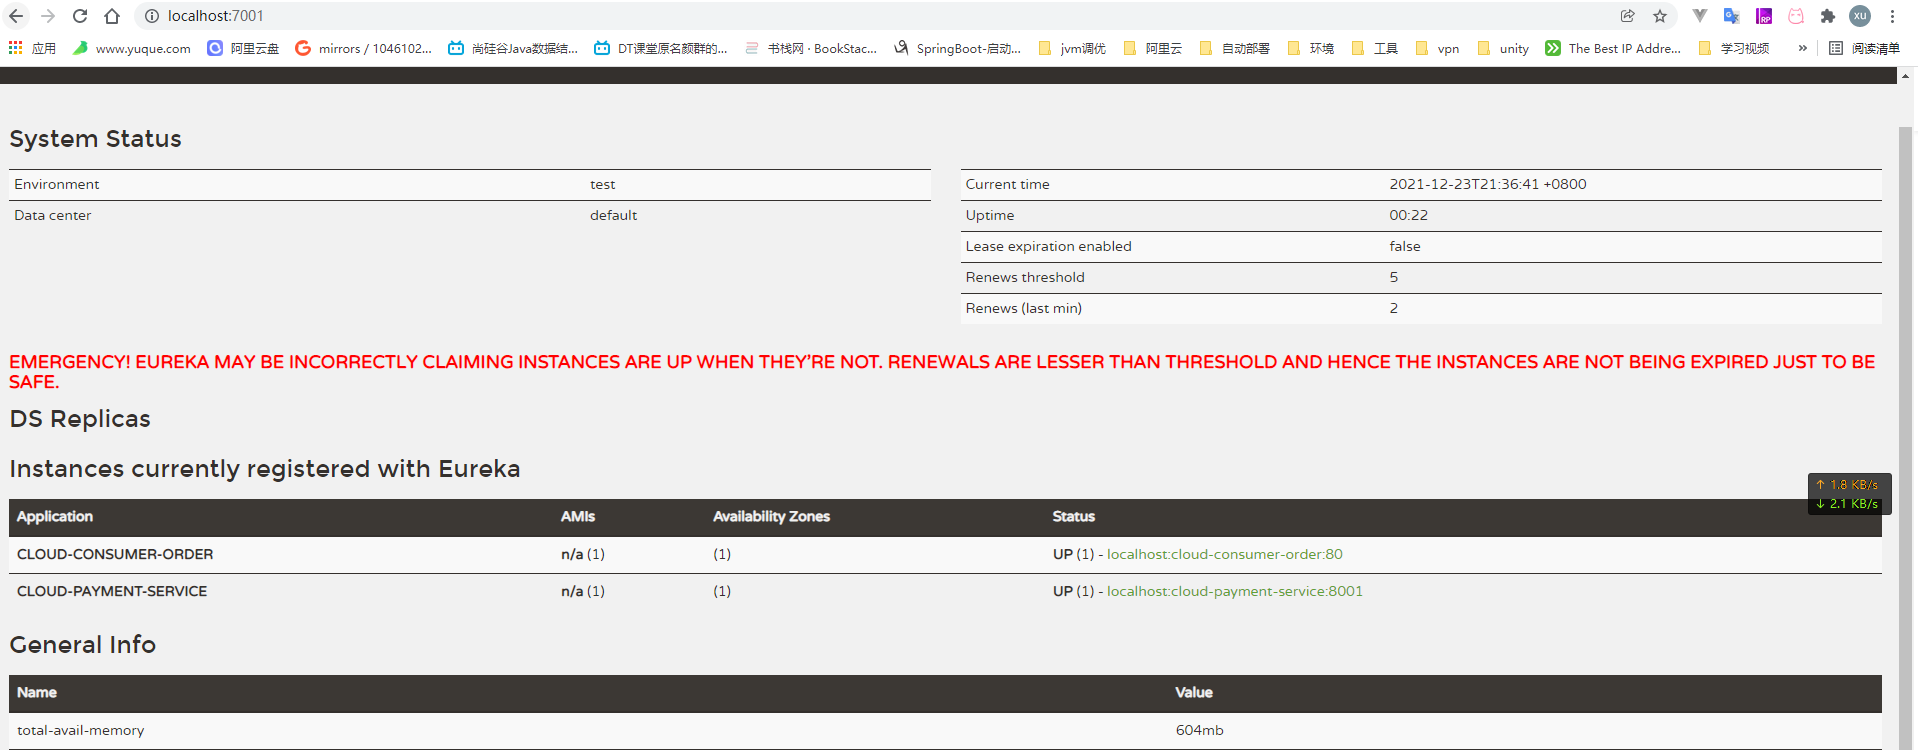 localhost:7001
XU
应用 www.yuque.com 阿里云盘 mirrors / 1046102... 尚硅谷Java数据结... DT课堂原名颜群的... 书栈网 · BookStac... SpringBoot-启动... jvm调优 阿里云 自动部署 环境 工具 vpn unity The Best IP Addre... 学习视频 » 阅读清单
System Status
Environment test
Data center default
Current time 2021-12-23T21:36:41 +0800
Uptime 00:22
Lease expiration enabled false
Renews threshold 5
Renews (last min) 2
EMERGENCY! EUREKA MAY BE INCORRECTLY CLAIMING INSTANCES ARE UP WHEN THEY'RE NOT. RENEWALS ARE LESSER THAN THRESHOLD AND HENCE THE INSTANCES ARE NOT BEING EXPIRED JUST TO BE
SAFE.
DS Replicas
Instances currently registered with Eureka
↑ 1.8 KB/s
↓ 2.1 KB/s
Application AMIs Availability Zones Status
CLOUD-CONSUMER-ORDER n/a (1) (1) UP (1) - localhost:cloud-consumer-order:80
CLOUD-PAYMENT-SERVICE n/a (1) (1) UP (1) - localhost:cloud-payment-service:8001
General Info
Name Value
total-avail-memory 604mb